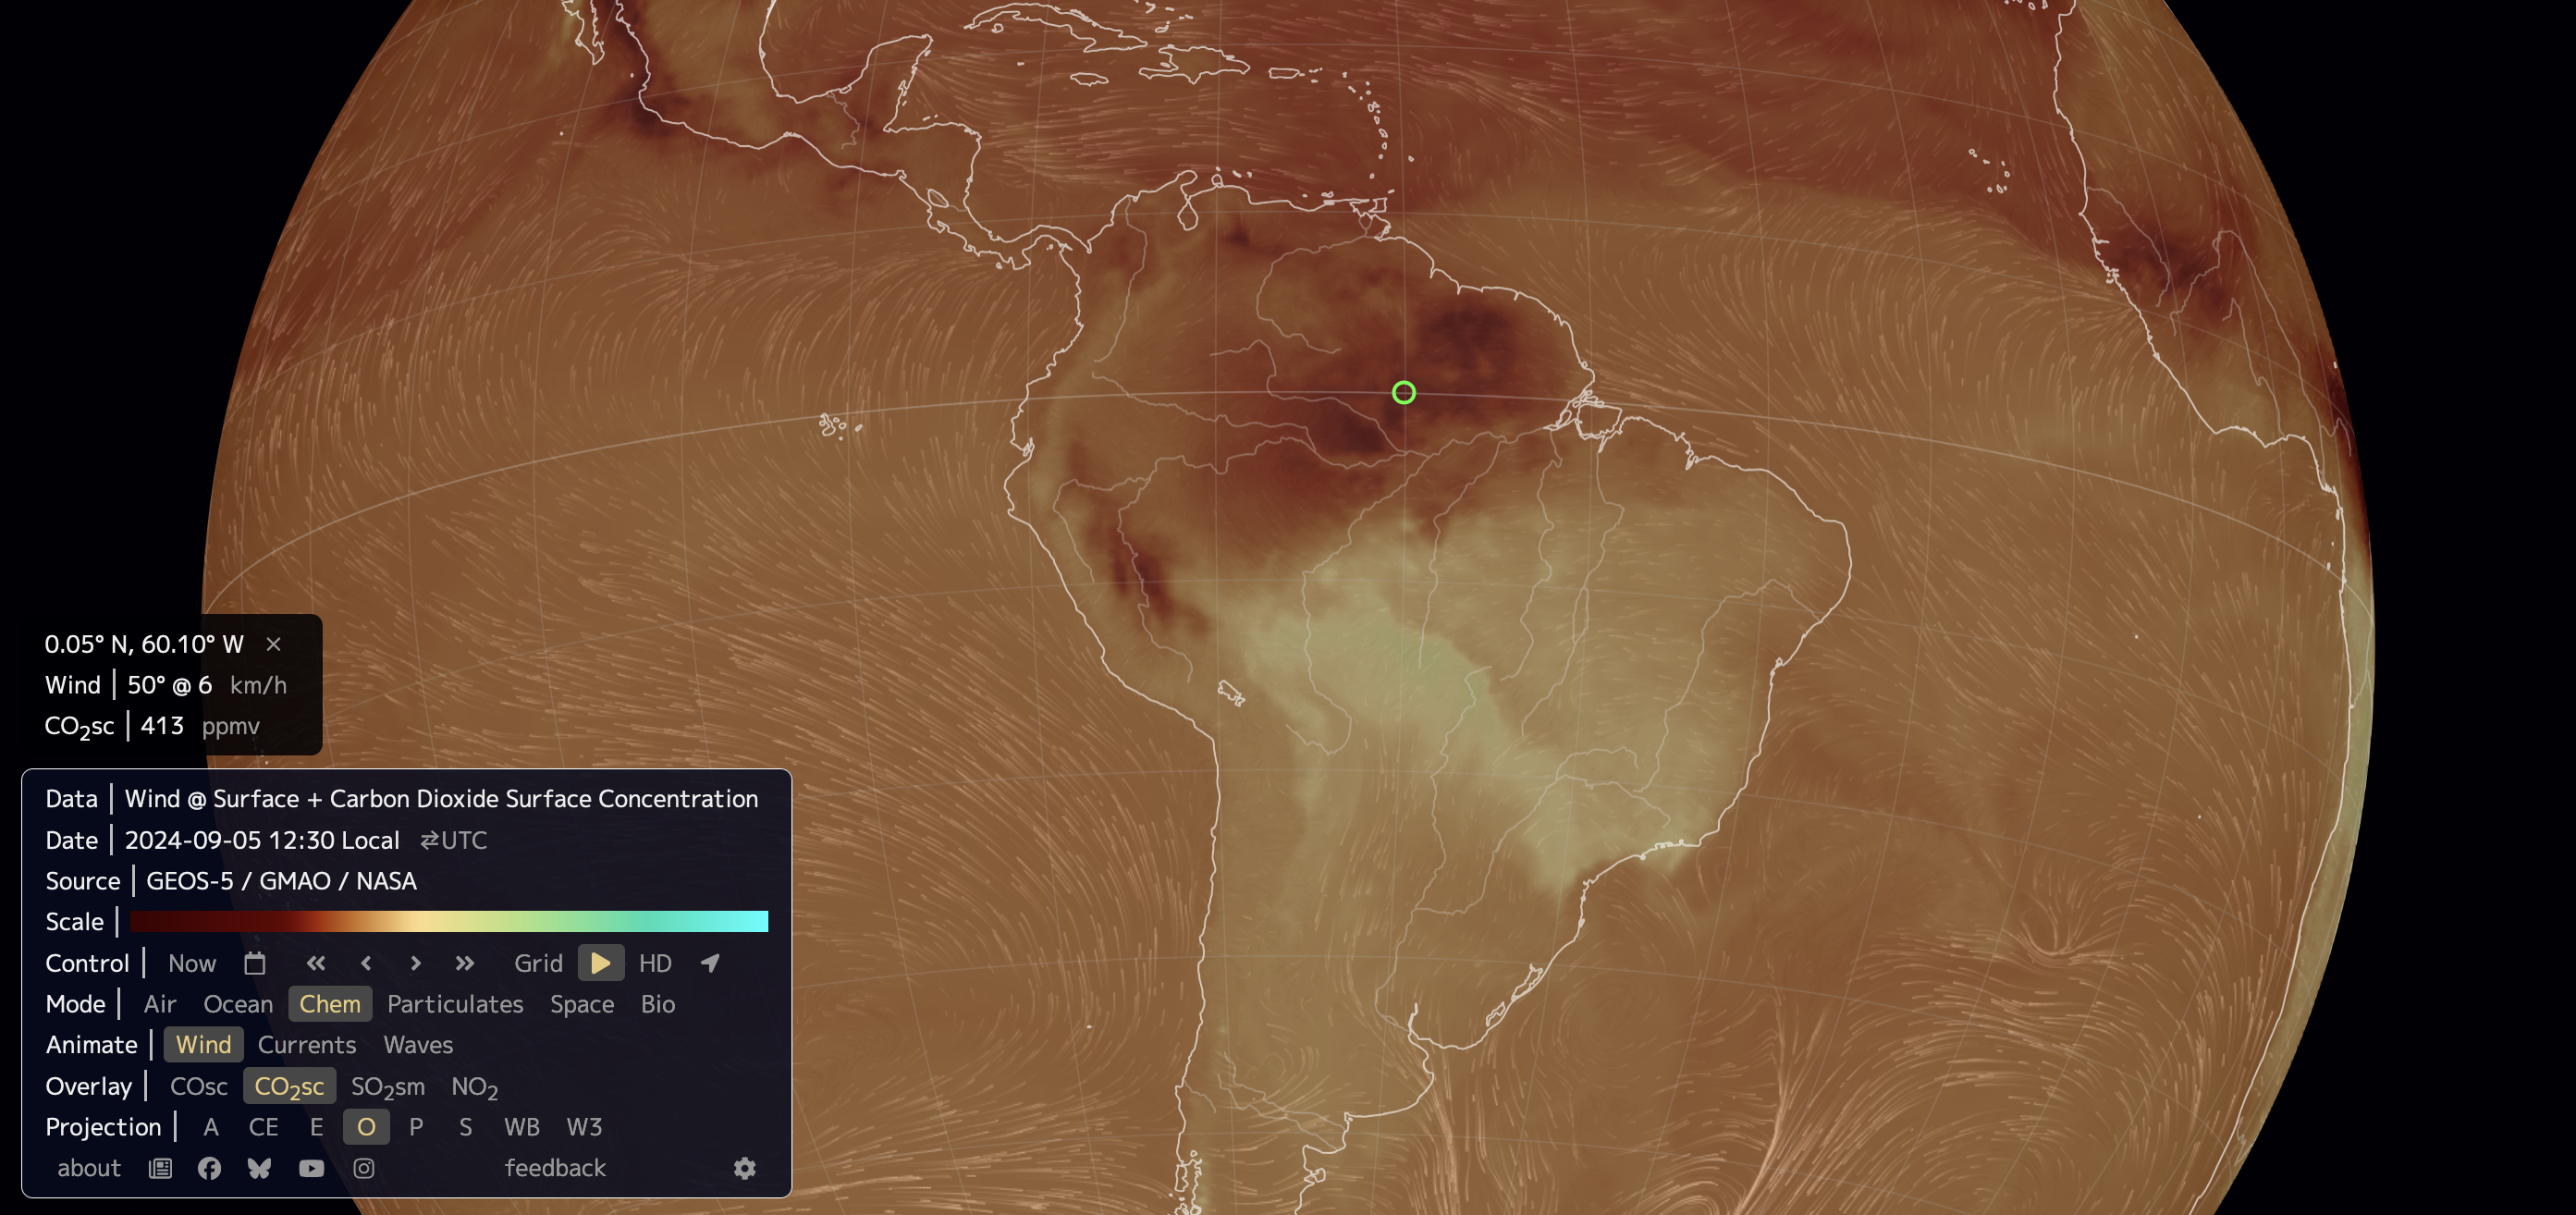 0.05° N, 60.10° W ×
Wind | 50° @ 6 km/h
CO₂sc | 413 ppmv
Data | Wind @ Surface + Carbon Dioxide Surface Concentration
Date | 2024-09-05 12:30 Local ⇄UTC
Source | GEOS-5 / GMAO / NASA
Scale |
Control | Now « ‹ › » Grid HD
Mode | Air Ocean Chem Particulates Space Bio
Animate | Wind Currents Waves
Overlay | COsc CO₂sc SO₂sm NO₂
Projection | A CE E O P S WB W3
about feedback